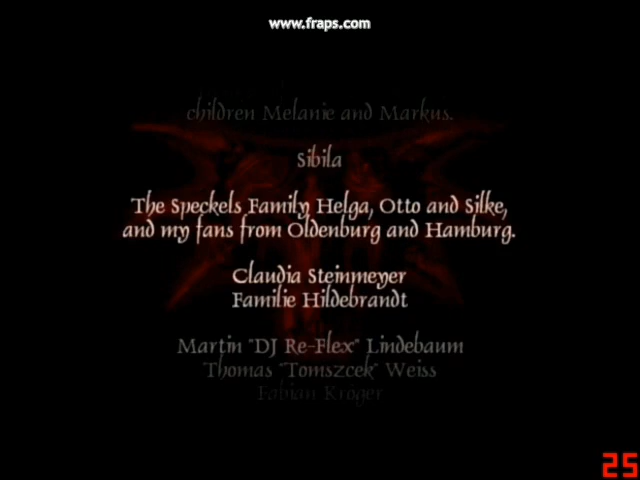 www.fraps.com
children Melanie and Markus.
Sibila
The Speckels Family Helga, Otto and Silke,
and my fans from Oldenburg and Hamburg.
Claudia Steinmeyer
Familie Hildebrandt
Martin "DJ Re-Flex" Lindebaum
Thomas "Tomszcek" Weiss
Fabian Kröger
25